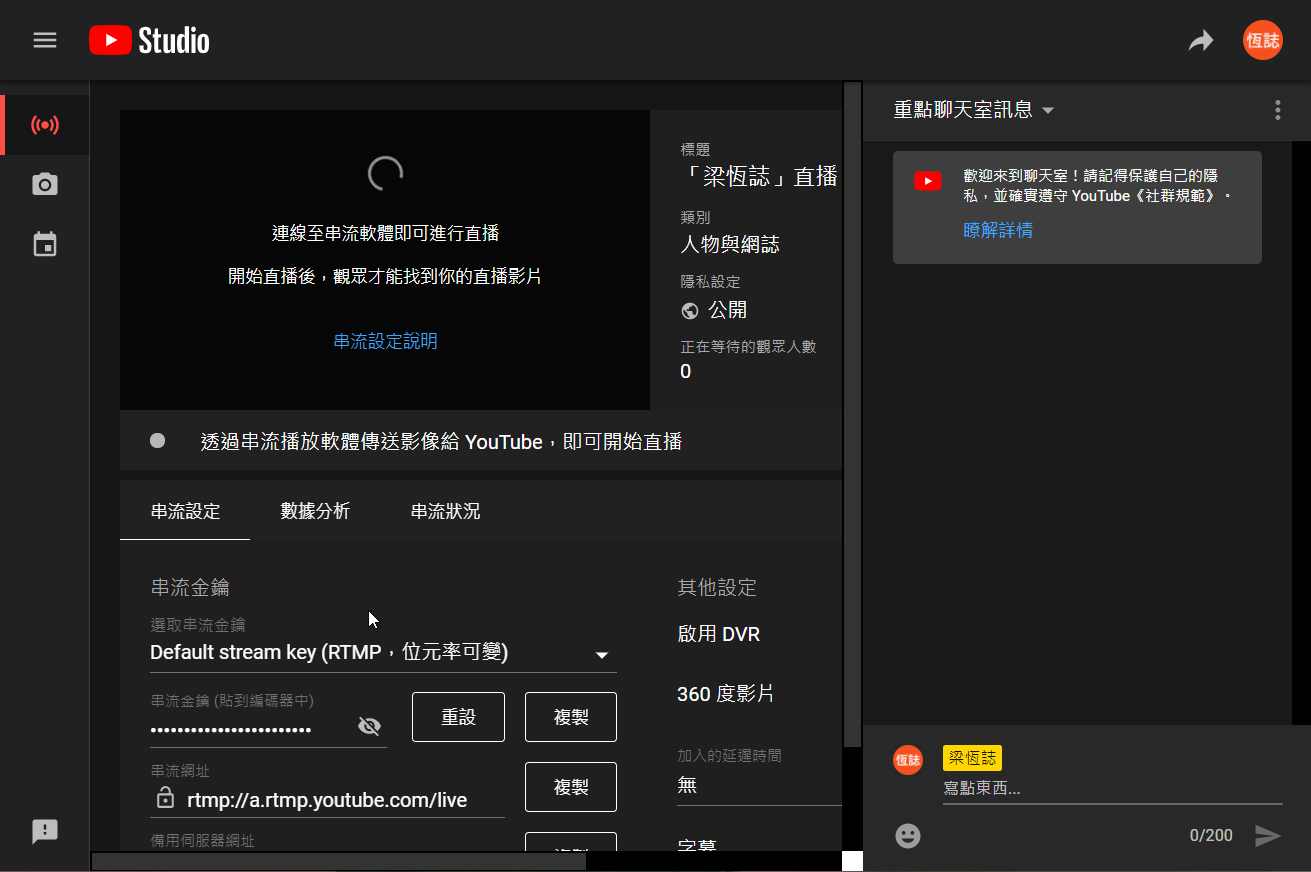 Studio
恆誌
連線至串流軟體即可進行直播
開始直播後，觀眾才能找到你的直播影片
串流設定說明
標題
「梁恆誌」直播
類別
人物與網誌
隱私設定
公開
正在等待的觀眾人數
0
透過串流播放軟體傳送影像給 YouTube，即可開始直播
串流設定
數據分析
串流狀況
串流金鑰
選取串流金鑰
Default stream key (RTMP，位元率可變)
串流金鑰 (貼到編碼器中)
••••••••••••••••••••••••
重設
複製
串流網址
rtmp://a.rtmp.youtube.com/live
複製
備用伺服器網址
其他設定
啟用 DVR
360 度影片
加入的延遲時間
無
字幕
重點聊天室訊息
歡迎來到聊天室！請記得保護自己的隱
私，並確實遵守 YouTube《社群規範》。
瞭解詳情
恆誌
梁恆誌
寫點東西...
0/200